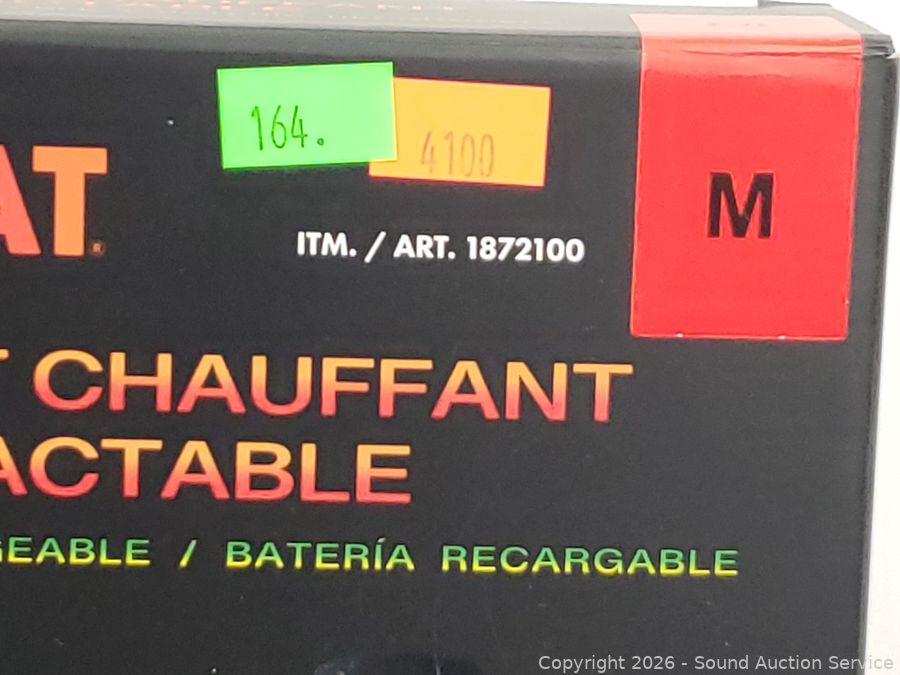 164.
4100
M
AT®
ITM. / ART. 1872100
T CHAUFFANT
ACTABLE
GEABLE / BATERÍA RECARGABLE
Copyright 2026 - Sound Auction Service